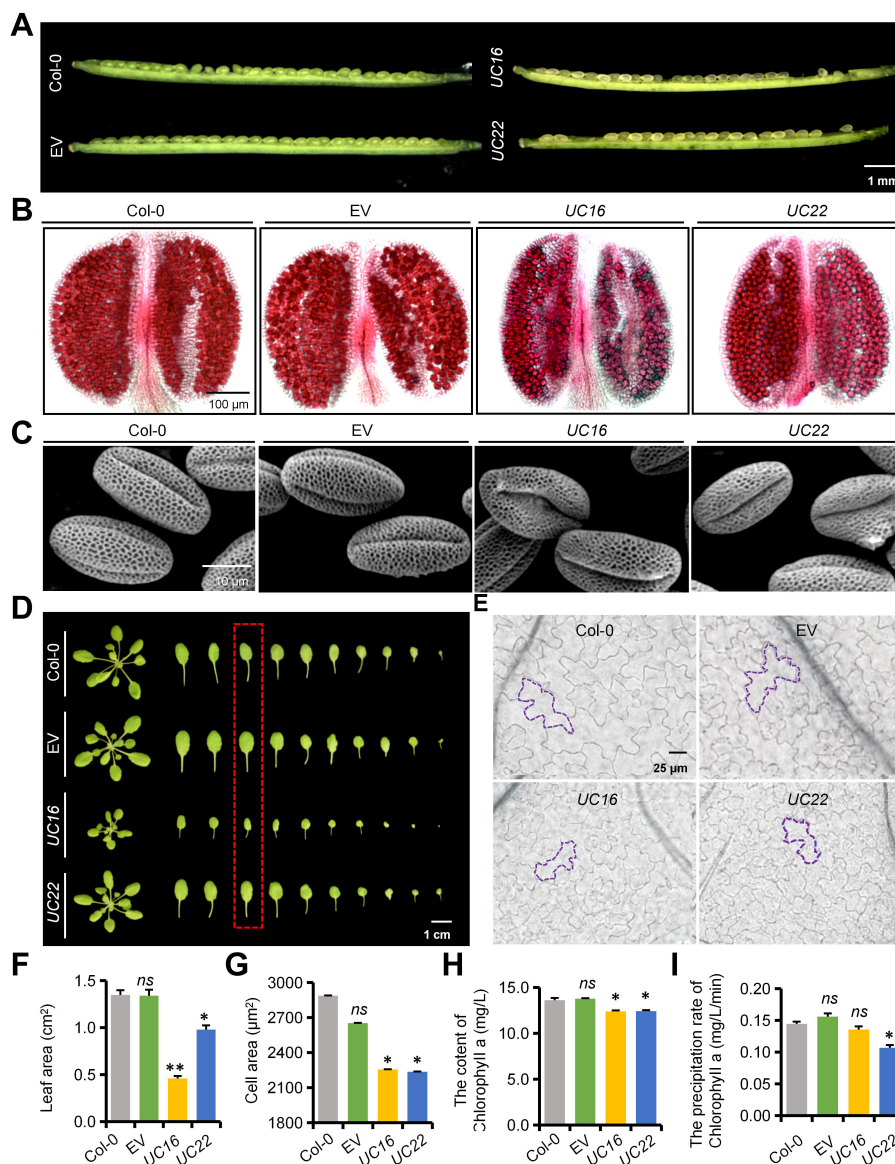 A
Col-0
UC16
EV
UC22
1 mm
B
Col-0 EV UC16 UC22
100 µm
C
Col-0 EV UC16 UC22
10 µm
D
Col-0
EV
UC16
UC22
1 cm
E
Col-0 EV
25 µm
UC16 UC22
F
Leaf area (cm²)
1.5
1.0
0.5
0.0
ns
**
*
Col-0 EV UC16 UC22
G
Cell area (µm²)
3000
2700
2400
2100
1800
ns
*
*
Col-0 EV UC16 UC22
H
The cotent of
Chlorophyll a (mg/L)
15.0
10.0
5.0
0.0
ns
*
*
Col-0 EV UC16 UC22
I
The precipitation rate of
Chlorophyll a (mg/L/min)
0.20
0.15
0.10
0.05
0.00
ns
ns
*
Col-0 EV UC16 UC22